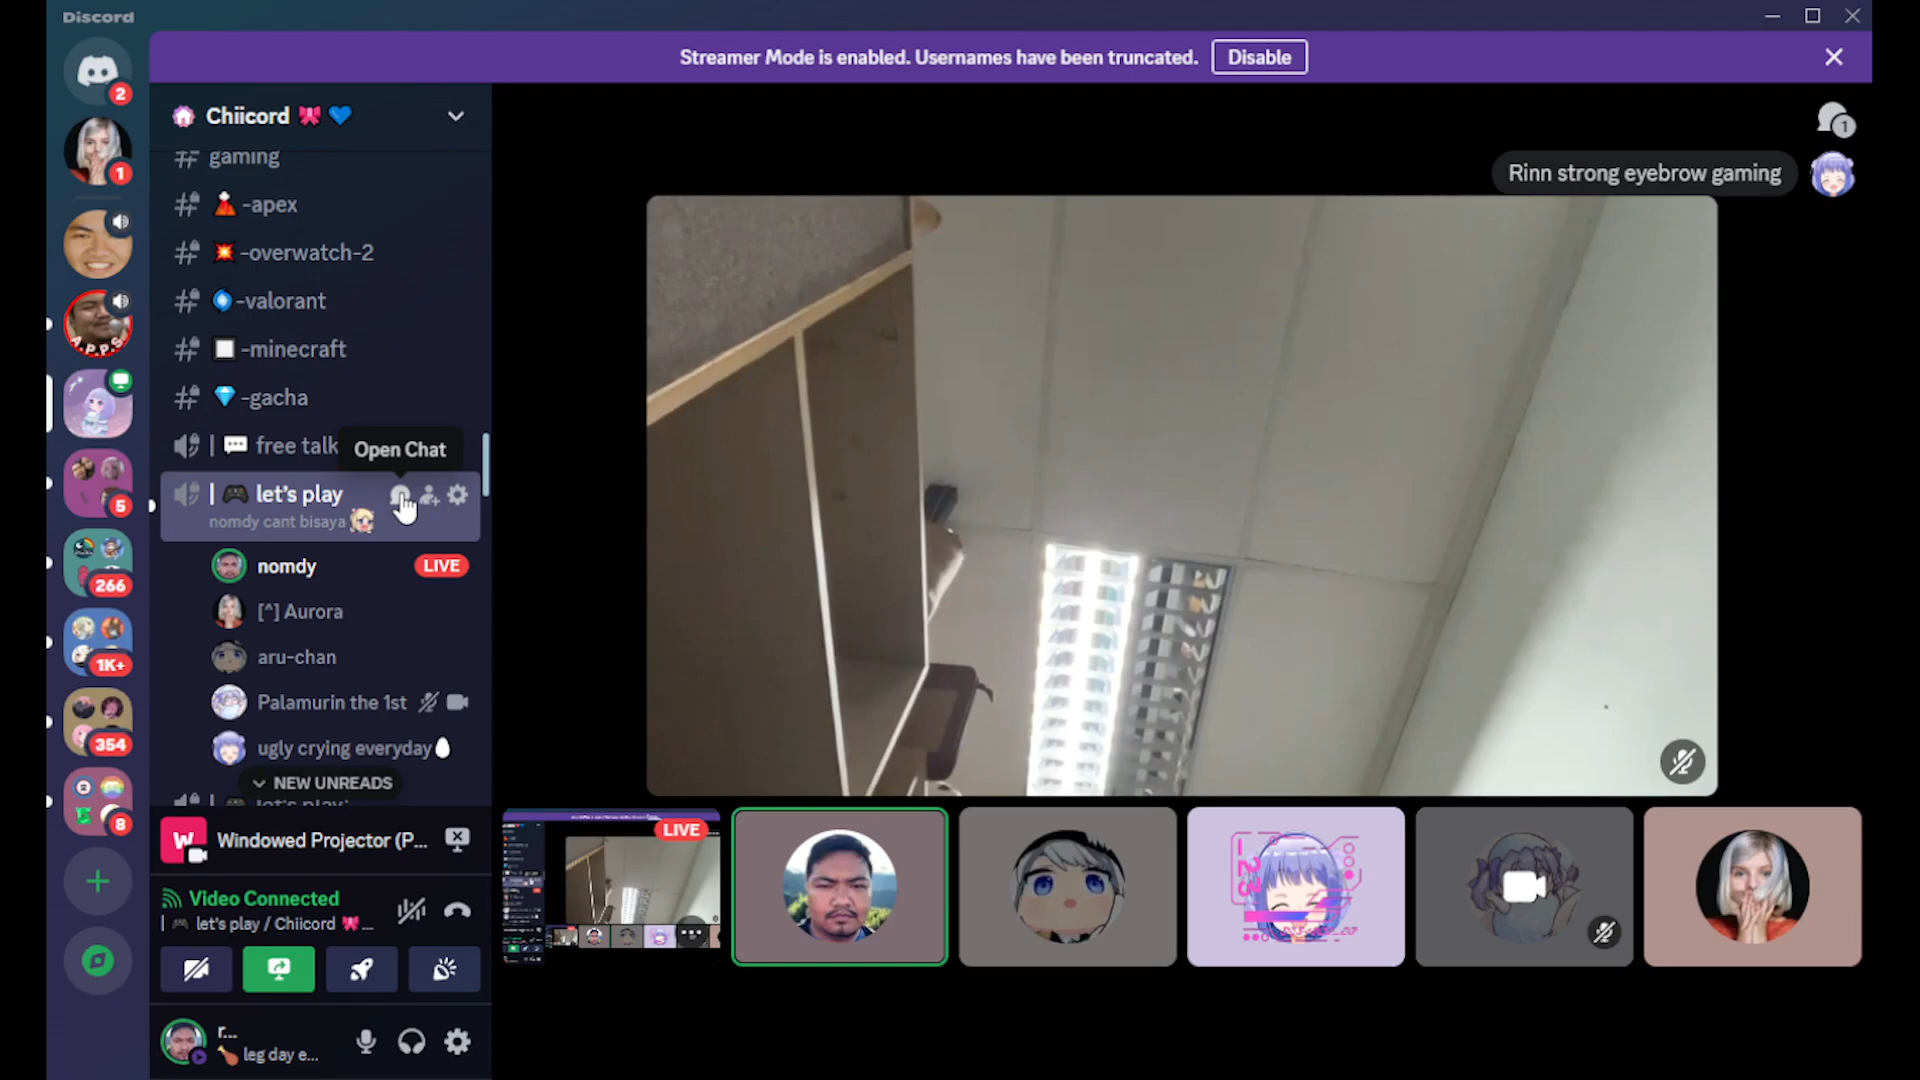 Discord
Streamer Mode is enabled. Usernames have been truncated.
Disable
2
1
5
266
1K+
354
8
A.P.P.S
Chiicord 🎀 💙
gaming
🌋-apex
💥-overwatch-2
🌀-valorant
-minecraft
💎-gacha
| 💬 free talk
Open Chat
| 🎮 let's play
nomdy cant bisaya
nomdy
LIVE
[^] Aurora
aru-chan
Palamurin the 1st
ugly crying everyday
NEW UNREADS
Windowed Projector (P...
Video Connected
| 🎮 let's play / Chiicord 🎀 ...
r...
🍗 leg day e...
1
Rinn strong eyebrow gaming
LIVE